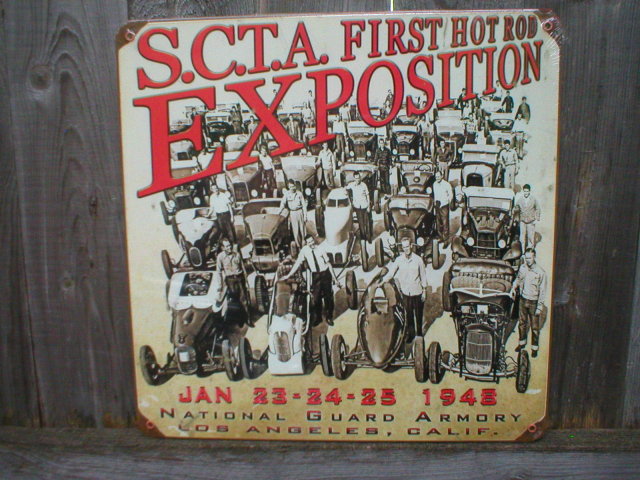 S.C.T.A. FIRST HOT ROD
EXPOSITION
JAN 23-24-25 1948
NATIONAL GUARD ARMORY
LOS ANGELES, CALIF.